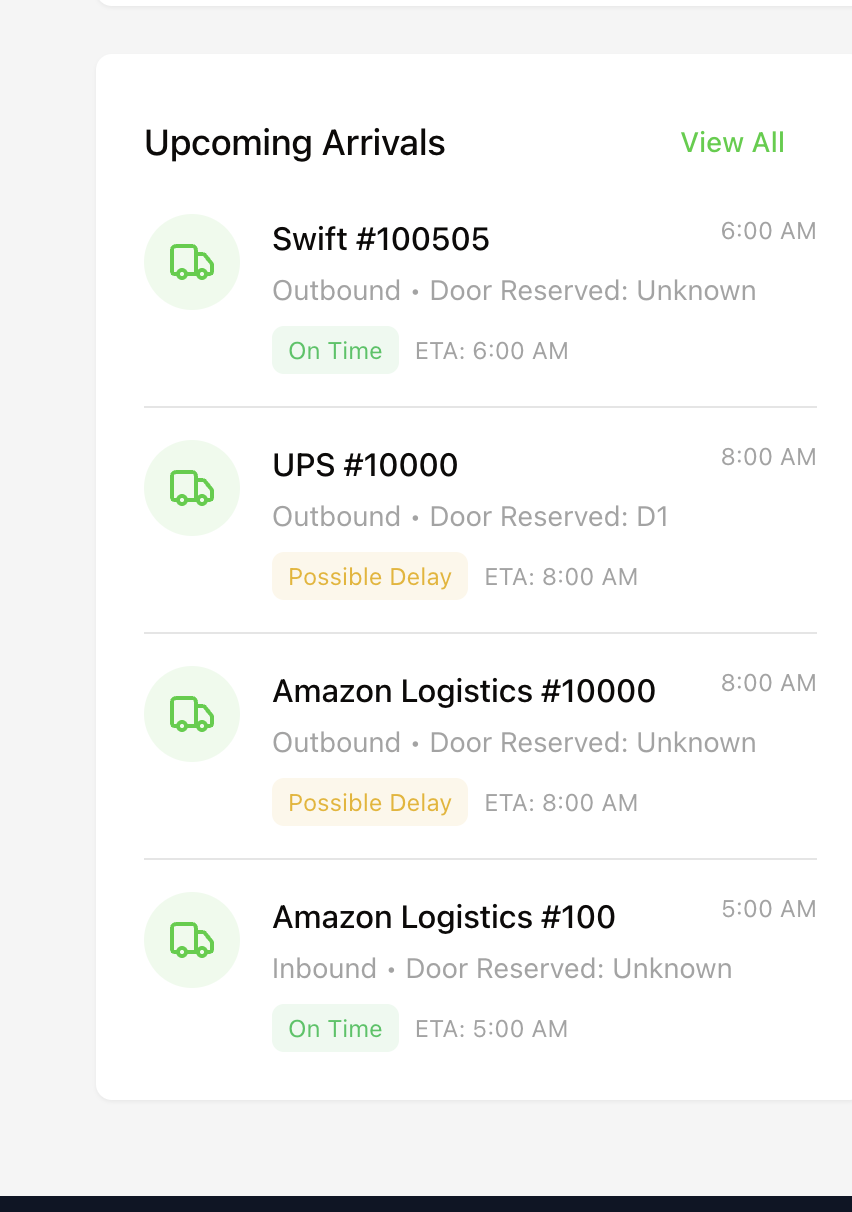 Upcoming Arrivals View All
Swift #100505 6:00 AM
Outbound • Door Reserved: Unknown
On Time ETA: 6:00 AM
UPS #10000 8:00 AM
Outbound • Door Reserved: D1
Possible Delay ETA: 8:00 AM
Amazon Logistics #10000 8:00 AM
Outbound • Door Reserved: Unknown
Possible Delay ETA: 8:00 AM
Amazon Logistics #100 5:00 AM
Inbound • Door Reserved: Unknown
On Time ETA: 5:00 AM